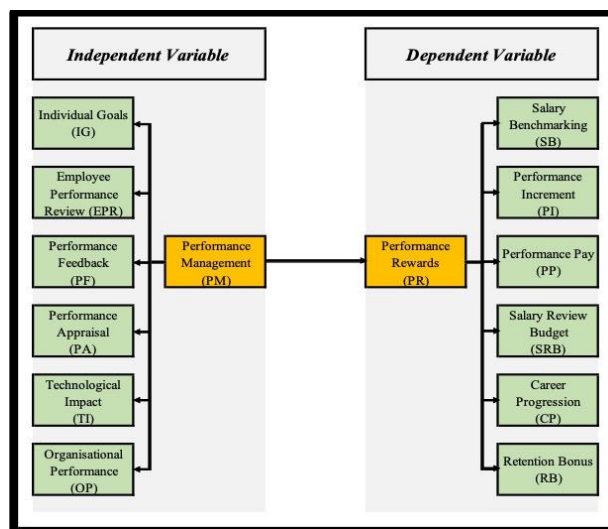 Independent Variable
Individual Goals
(IG)
Employee
Performance
Review (EPR)
Performance
Feedback
(PF)
Performance
Appraisal
(PA)
Technological
Impact
(TI)
Organisational
Performance
(OP)
Performance
Management
(PM)
Dependent Variable
Performance
Rewards
(PR)
Salary
Benchmarking
(SB)
Performance
Increment
(PI)
Performance Pay
(PP)
Salary Review
Budget
(SRB)
Career
Progression
(CP)
Retention Bonus
(RB)